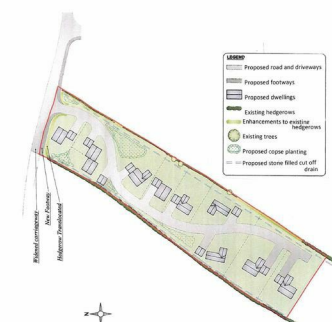 LEGEND
Proposed road and driveways
Proposed footways
Proposed dwellings
Existing hedgerows
Enhancements to existing
hedgerows
Existing trees
Proposed copse planting
Proposed stone filled cut off
drain
Widened carriageway
New Footway
Hedgerow Translocated
N